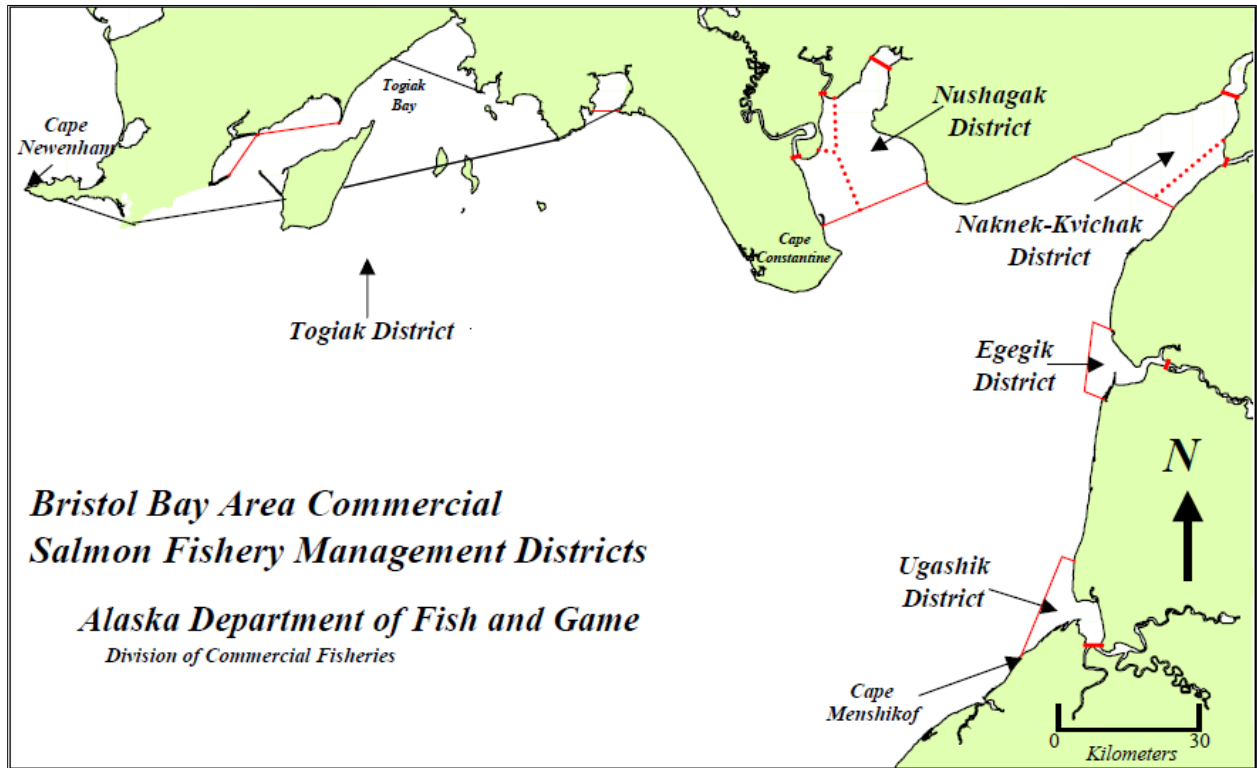 Togiak
Bay
Cape
Newenham
Nushagak
District
Naknek-Kvichak
District
Cape
Constantine
Togiak District
Egegik
District
N
Bristol Bay Area Commercial
Salmon Fishery Management Districts
Ugashik
District
Alaska Department of Fish and Game
Division of Commercial Fisheries
Cape
Menshikof
0
30
Kilometers